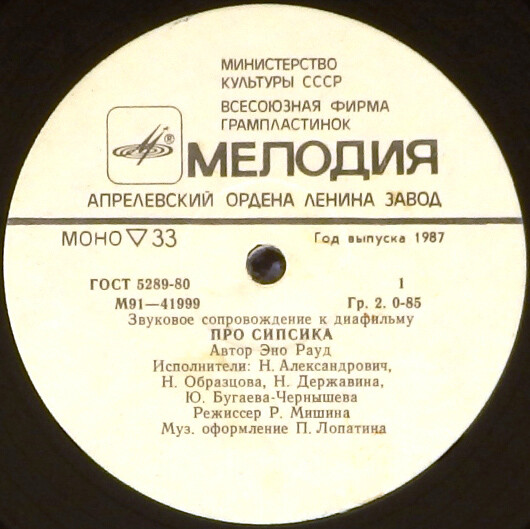 МИНИСТЕРСТВО
КУЛЬТУРЫ СССР
ВСЕСОЮЗНАЯ ФИРМА
ГРАМПЛАСТИНОК
®
МЕЛОДИЯ
АПРЕЛЕВСКИЙ ОРДЕНА ЛЕНИНА ЗАВОД
МОНО ▽ 33 Год выпуска 1987
ГОСТ 5289-80 1
М91—41999 Гр. 2. 0-85
Звуковое сопровождение к диафильму
ПРО СИПСИКА
Автор Эно Рауд
Исполнители: Н. Александрович,
Н. Образцова, Н. Державина,
Ю. Бугаева-Чернышева
Режиссер Р. Мишина
Муз. оформление П. Лопатина